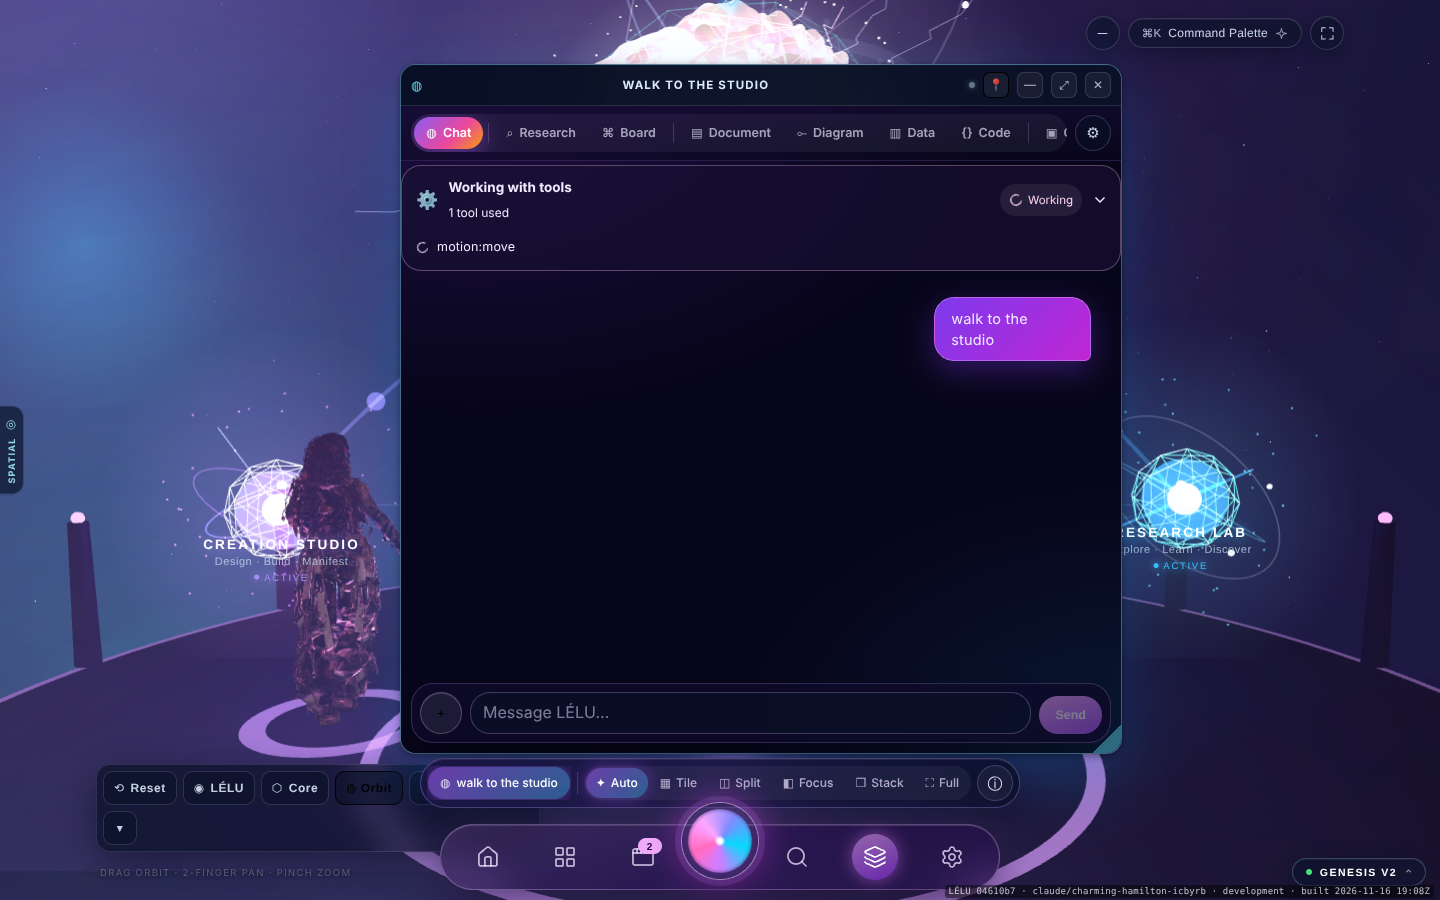 ⌘K Command Palette
WALK TO THE STUDIO
Chat
Research
Board
Document
Diagram
Data
{} Code
Working with tools
1 tool used
Working
motion:move
walk to the
studio
SPATIAL
CREATION STUDIO
Design · Build · Manifest
ACTIVE
RESEARCH LAB
plore · Learn · Discover
ACTIVE
+
Message LÉLU...
Send
walk to the studio
Auto
Tile
Split
Focus
Stack
Full
Reset
LÉLU
Core
Orbit
2
DRAG ORBIT · 2-FINGER PAN · PINCH ZOOM
GENESIS V2
LÉLU 04610b7 · claude/charming-hamilton-icbyrb · development · built 2026-11-16 19:08Z